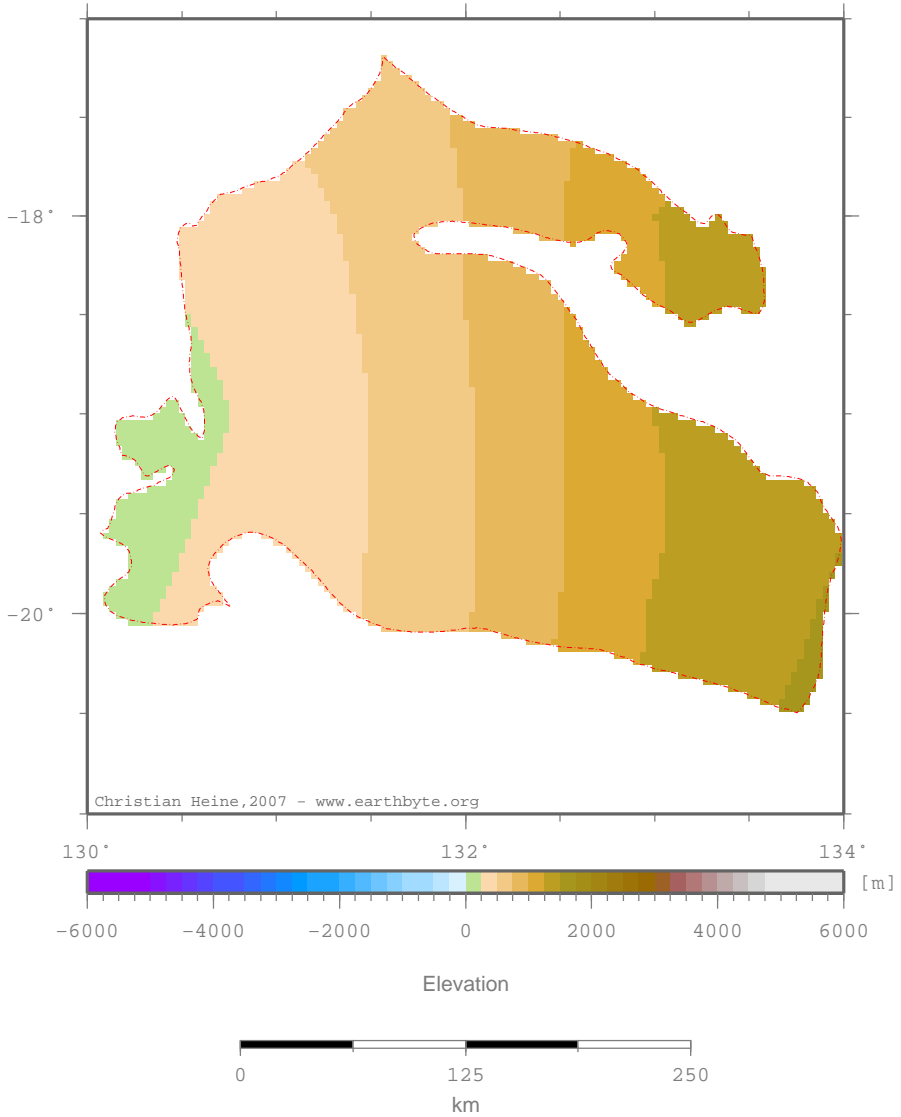 -18°
-20°
Christian Heine,2007 - www.earthbyte.org
130° 132° 134°
[m]
-6000 -4000 -2000 0 2000 4000 6000
Elevation
0 125 250
km